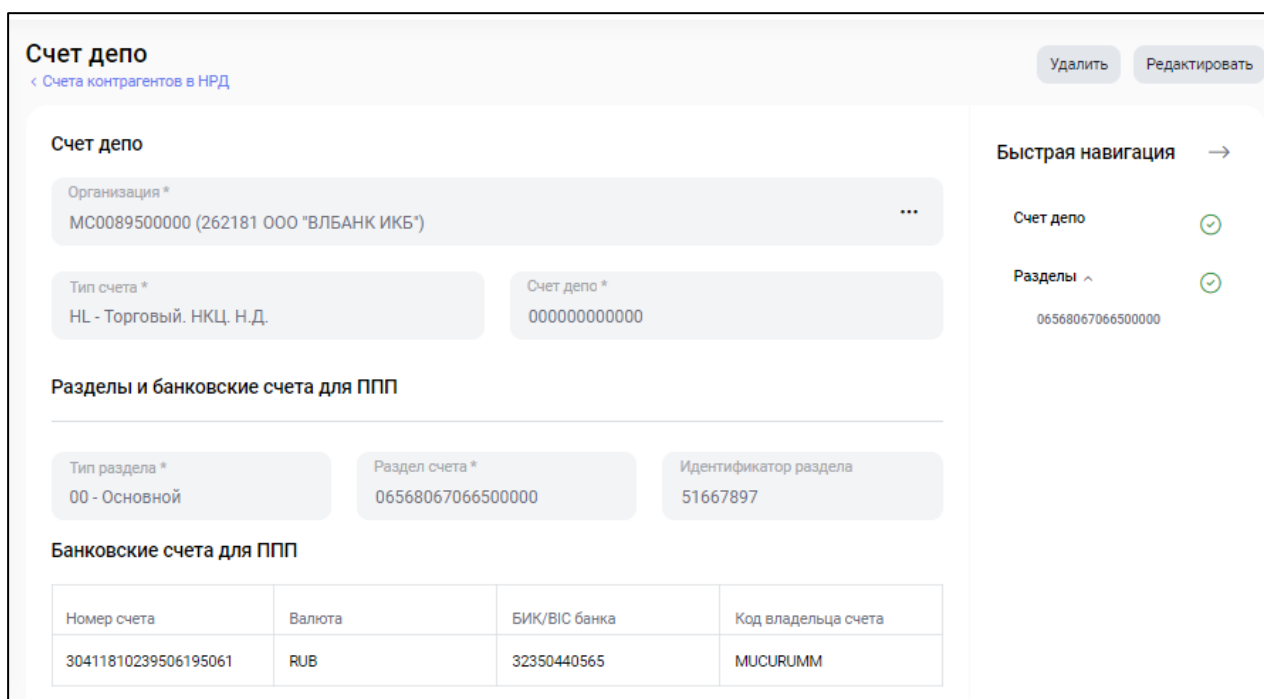 Счет депо
Удалить
Редактировать
< Счета контрагентов в НРД
Счет депо
Организация *
MC0089500000 (262181 ООО "ВЛБАНК ИКБ")
...
Тип счета *
HL - Торговый. НКЦ. Н.Д.
Счет депо *
000000000000
Разделы и банковские счета для ППП
Тип раздела *
00 - Основной
Раздел счета *
06568067066500000
Идентификатор раздела
51667897
Банковские счета для ППП
Номер счета Валюта БИК/BIC банка Код владельца счета
30411810239506195061 RUB 32350440565 MUCURUMM
Быстрая навигация →
Счет депо
Разделы
06568067066500000